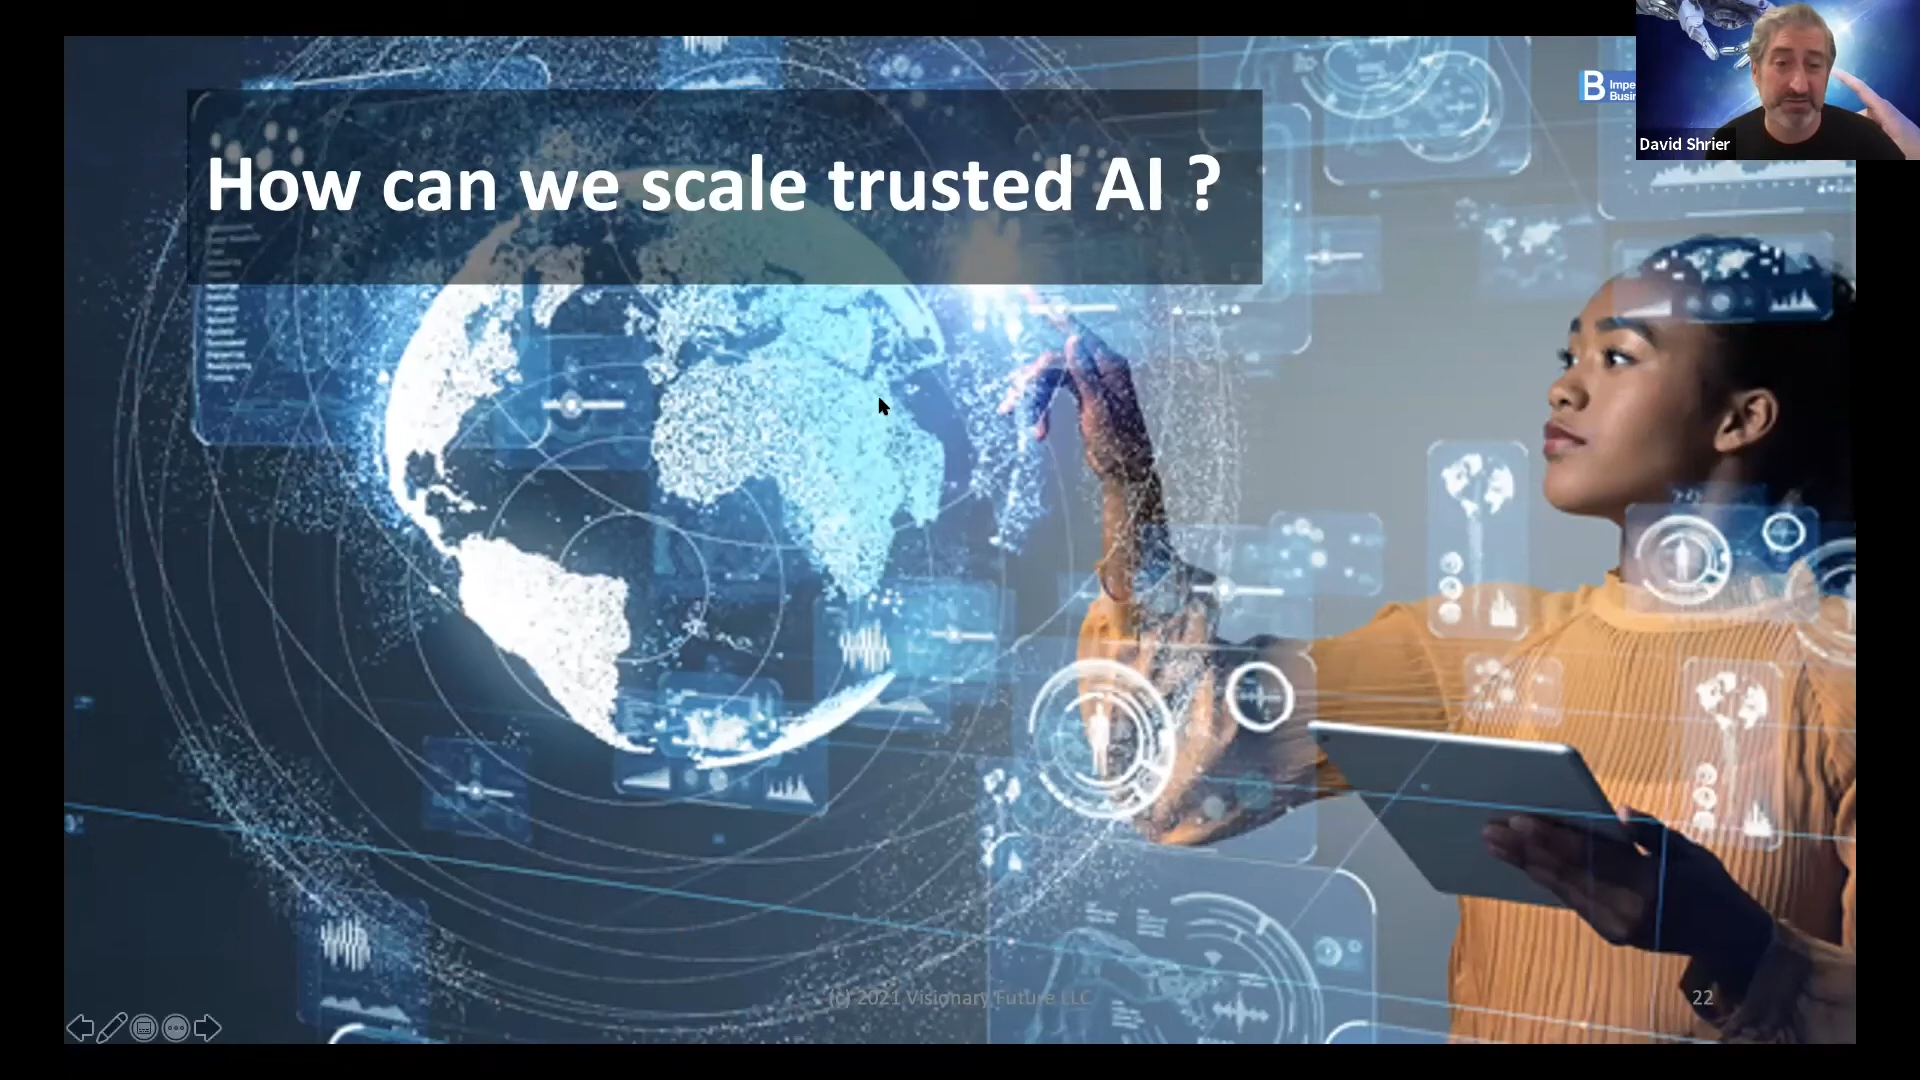 How can we scale trusted AI ?
B
David Shrier
(c) 2021 Visionary Future LLC
22